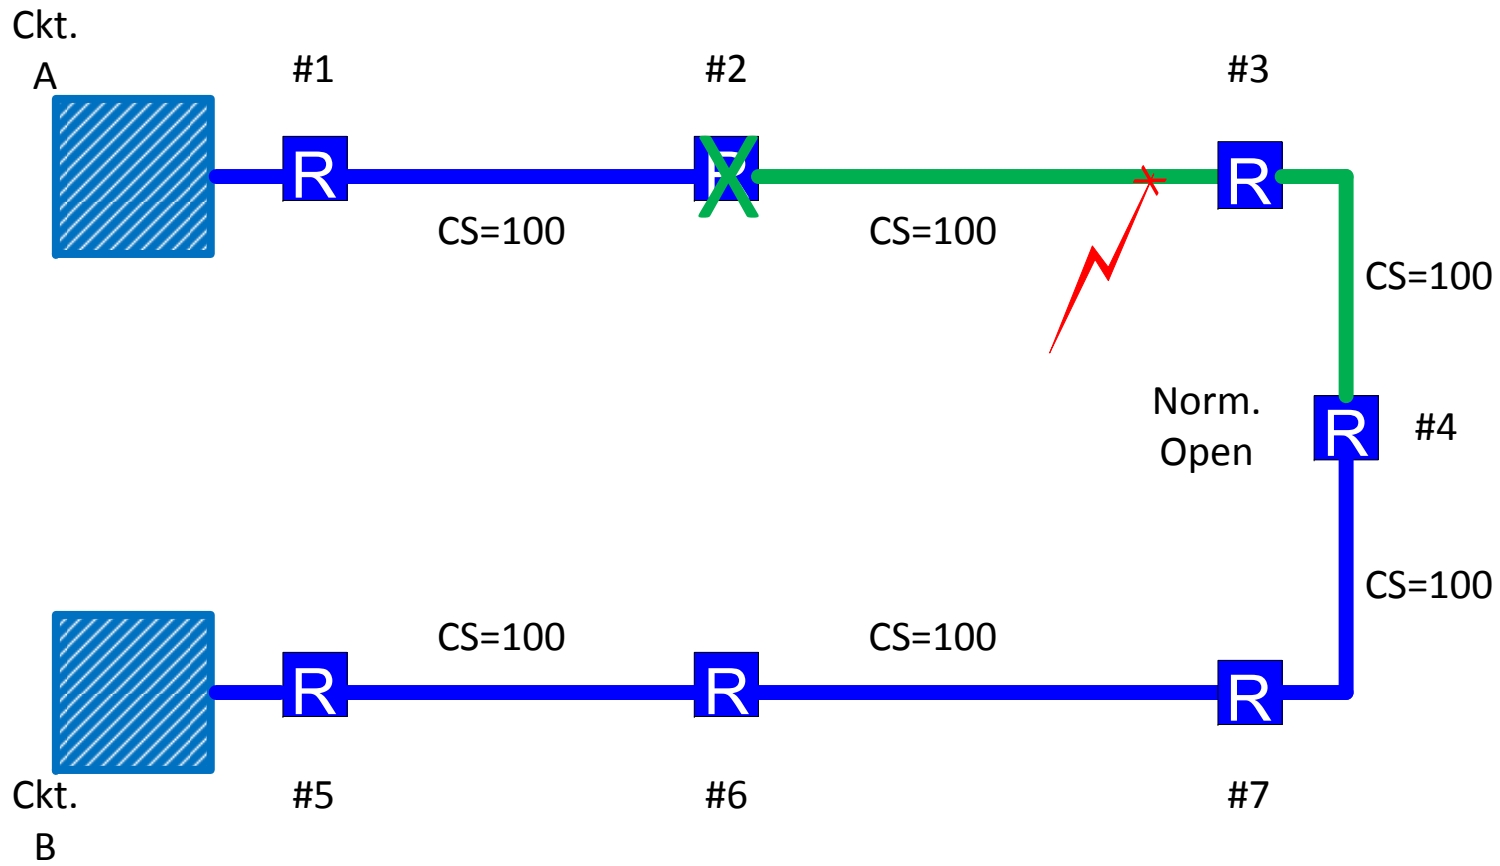 Ckt.
A
#1
#2
#3
R
R
R
CS=100
CS=100
CS=100
Norm.
Open
R
#4
CS=100
CS=100
CS=100
R
R
R
Ckt.
B
#5
#6
#7